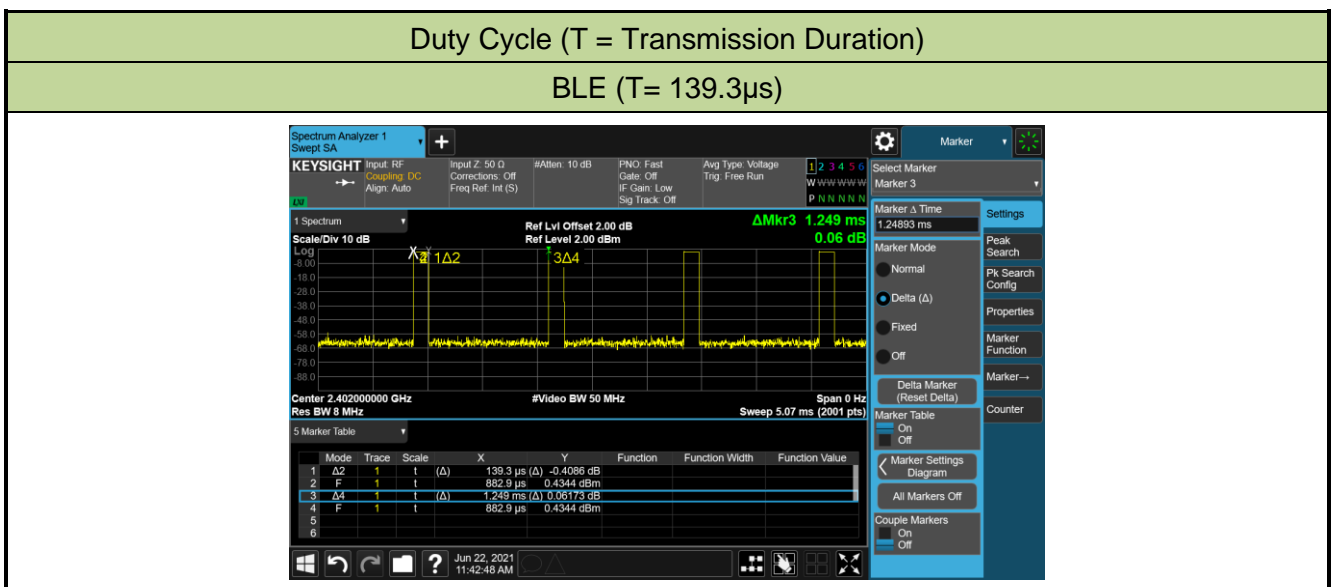 Duty Cycle (T = Transmission Duration)
BLE (T= 139.3µs)
Spectrum Analyzer 1
Swept SA
+
Marker
KEYSIGHT
Input: RF
Coupling: DC
Align: Auto
Input Z: 50 Ω
Corrections: Off
Freq Ref: Int (S)
#Atten: 10 dB
PNO: Fast
Gate: Off
IF Gain: Low
Sig Track: Off
Avg Type: Voltage
Trig: Free Run
1 2 3 4 5 6
W W W W W W
P N N N N N
LXI
1 Spectrum
Scale/Div 10 dB
Ref Lvl Offset 2.00 dB
Ref Level 2.00 dBm
ΔMkr3 1.249 ms
0.06 dB
Log
1Δ2
3Δ4
-8.00
-18.0
-28.0
-38.0
-48.0
-58.0
-68.0
-78.0
-88.0
Center 2.402000000 GHz
#Video BW 50 MHz
Span 0 Hz
Res BW 8 MHz
Sweep 5.07 ms (2001 pts)
5 Marker Table
Mode Trace Scale X Y Function Function Width Function Value
1 Δ2 1 t (Δ) 139.3 µs (Δ) -0.4086 dB
2 F 1 t 882.9 µs 0.4344 dBm
3 Δ4 1 t (Δ) 1.249 ms (Δ) 0.06173 dB
4 F 1 t 882.9 µs 0.4344 dBm
5
6
Select Marker
Marker 3
Marker Δ Time
1.24893 ms
Marker Mode
Normal
Delta (Δ)
Fixed
Off
Delta Marker
(Reset Delta)
Marker Table
On
Off
Marker Settings
Diagram
All Markers Off
Couple Markers
On
Off
Settings
Peak
Search
Pk Search
Config
Properties
Marker
Function
Marker→
Counter
?
Jun 22, 2021
11:42:48 AM